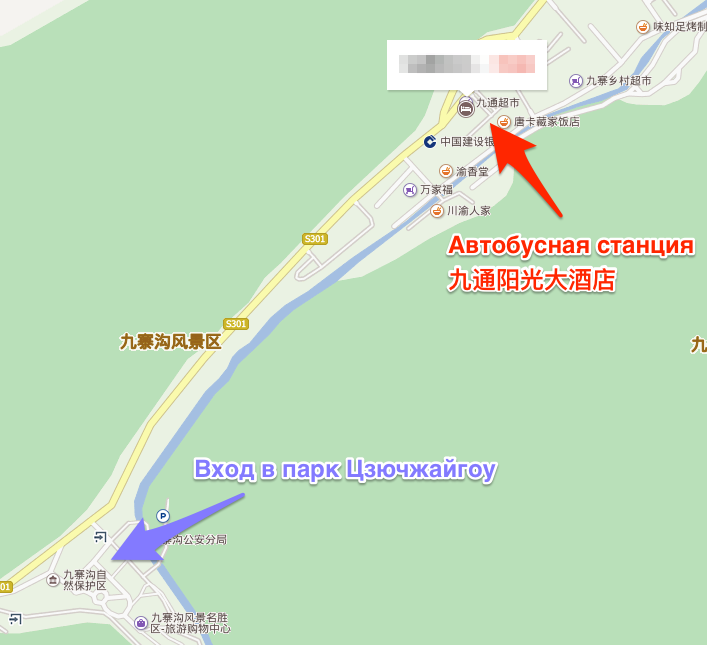 味知足烤制
九寨乡村超市
九通超市
唐卡藏家饭店
中国建设银
渝香堂
万家福
川渝人家
S301
Автобусная станция
九通阳光大酒店
S301
九寨沟风景区
九
Вход в парк Цзючжайгоу
P
寨沟公安分局
九寨沟自
然保护区
01
九寨沟风景名胜
区-旅游购物中心